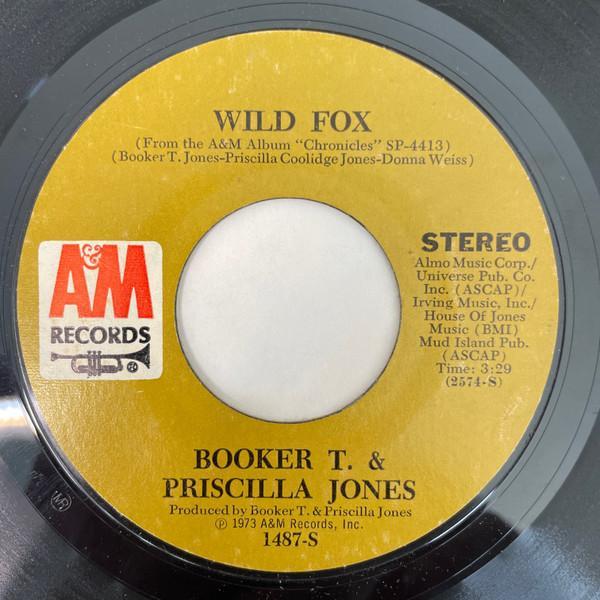 WILD FOX
(From the A&M Album "Chronicles" SP-4413)
(Booker T. Jones-Priscilla Coolidge Jones-Donna Weiss)
A&M
RECORDS
®
STEREO
Almo Music Corp./
Universe Pub. Co.
Inc. (ASCAP)/
Irving Music, Inc./
House Of Jones
Music (BMI)
Mud Island Pub.
(ASCAP)
Time: 3:29
(2574-S)
BOOKER T. &
PRISCILLA JONES
Produced by Booker T. & Priscilla Jones
℗ 1973 A&M Records, Inc.
1487-S
MR